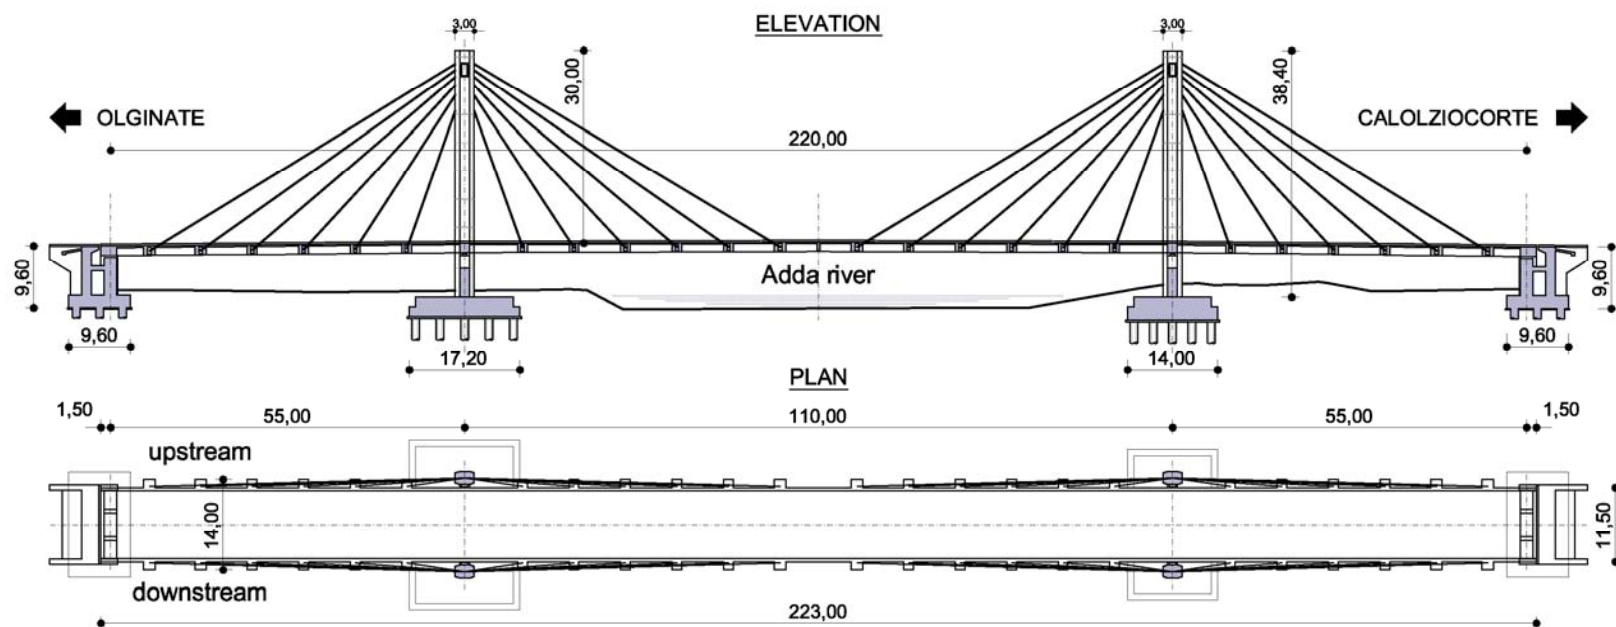 ELEVATION
3,00
3,00
30,00
38,40
OLGINATE
CALOLZIOCORTE
220,00
9,60
Adda river
9,60
9,60
17,20
14,00
9,60
PLAN
1,50
55,00
110,00
55,00
1,50
upstream
14,00
11,50
downstream
223,00